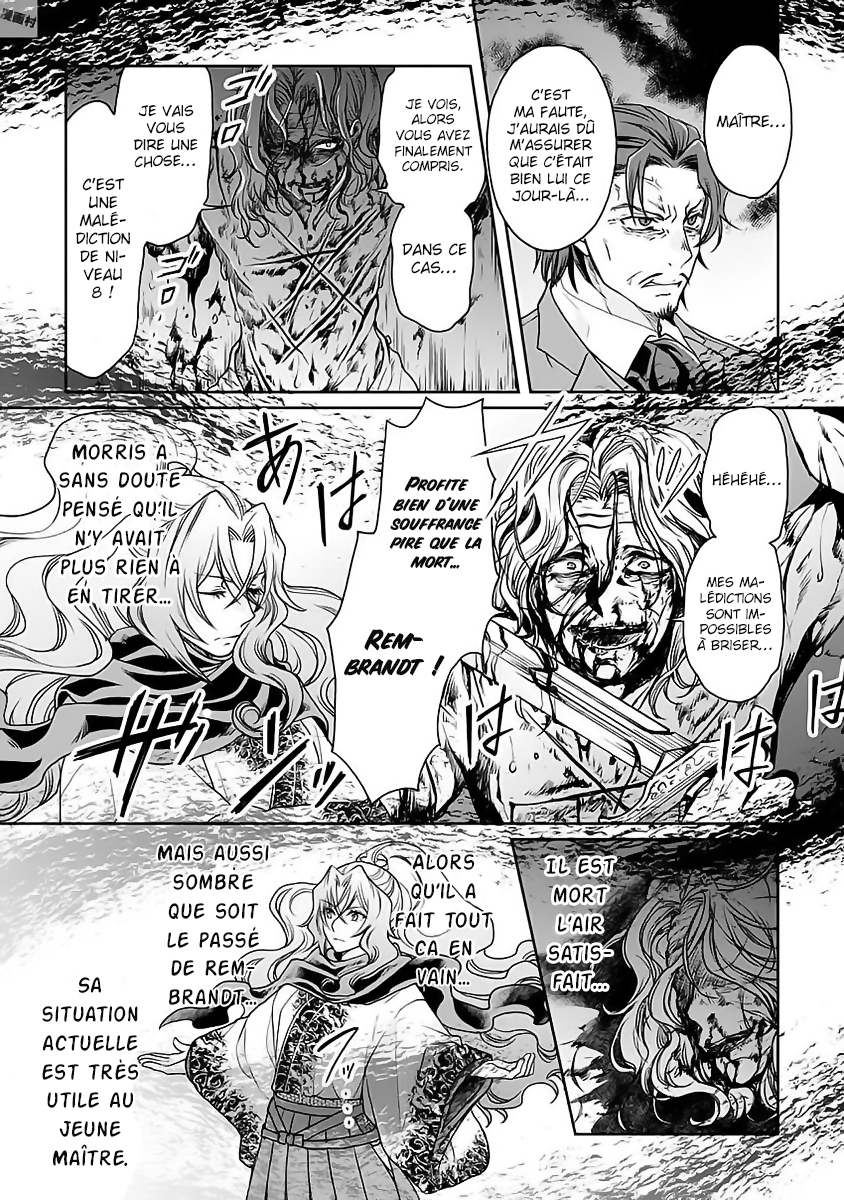 漫画村
MAÎTRE...
C'EST
MA FAUTE,
J'AURAIS DÛ
M'ASSURER
QUE C'ÉTAIT
BIEN LUI CE
JOUR-LÀ...
JE VOIS,
ALORS
VOUS AVEZ
FINALEMENT
COMPRIS.
DANS CE
CAS...
ゴロ
JE VAIS
VOUS
DIRE UNE
CHOSE...
C'EST
UNE
MALÉ-
DICTION
DE NI-
VEAU
8 !
HÉHÉHÉ...
MES MA-
LÉDICTIONS
SONT IM-
POSSIBLES
À BRISER...
PROFITE
BIEN D'UNE
SOUFFRANCE
PIRE QUE LA
MORT...
REM-
BRANDT !
は
は
は
は
あ
MORRIS A
SANS DOUTE
PENSÉ QU'IL
N'Y AVAIT
PLUS RIEN À
EN TIRER...
IL EST
MORT
L'AIR
SATIS-
FAIT...
ALORS
QU'IL A
FAIT TOUT
ÇA EN
VAIN...
MAIS AUSSI
SOMBRE
QUE SOIT
LE PASSÉ
DE REM-
BRANDT...
SA
SITUATION
ACTUELLE
EST TRÈS
UTILE AU
JEUNE
MAÎTRE.